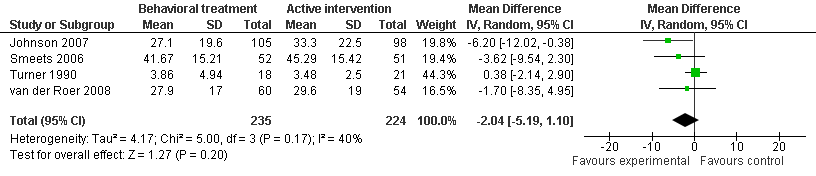 Behavioral treatment Active intervention Mean Difference Mean Difference
Study or Subgroup Mean SD Total Mean SD Total Weight IV, Random, 95% CI IV, Random, 95% CI
Johnson 2007 27.1 19.6 105 33.3 22.5 98 19.8% -6.20 [-12.02, -0.38]
Smeets 2006 41.67 15.21 52 45.29 15.42 51 19.4% -3.62 [-9.54, 2.30]
Turner 1990 3.86 4.94 18 3.48 2.5 21 44.3% 0.38 [-2.14, 2.90]
van der Roer 2008 27.9 17 60 29.6 19 54 16.5% -1.70 [-8.35, 4.95]
Total (95% CI) 235 224 100.0% -2.04 [-5.19, 1.10]
Heterogeneity: Tau² = 4.17; Chi² = 5.00, df = 3 (P = 0.17); I² = 40%
Test for overall effect: Z = 1.27 (P = 0.20)
-20 -10 0 10 20
Favours experimental Favours control